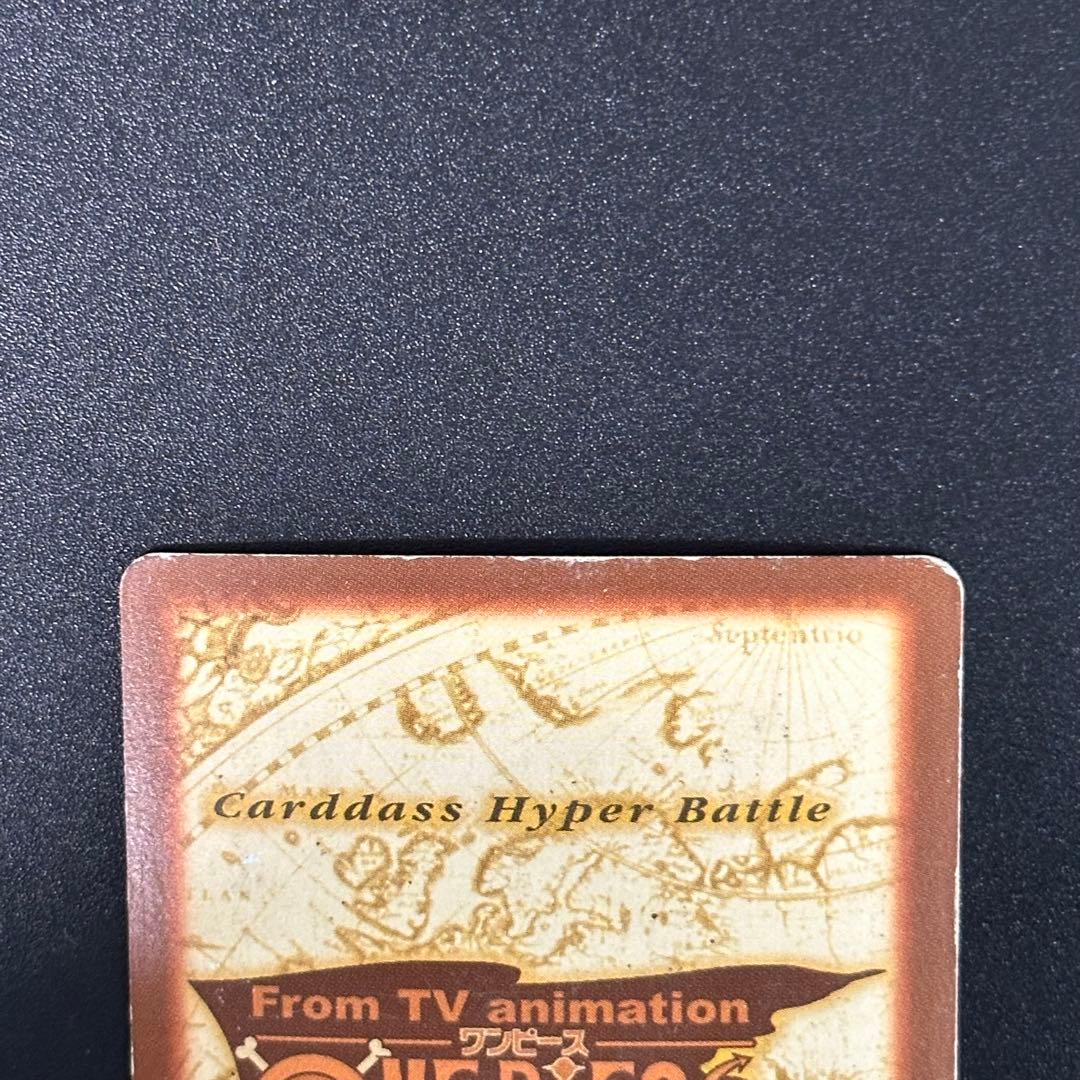 Septentrio
Carddass Hyper Battle
From TV animation
ワンピース